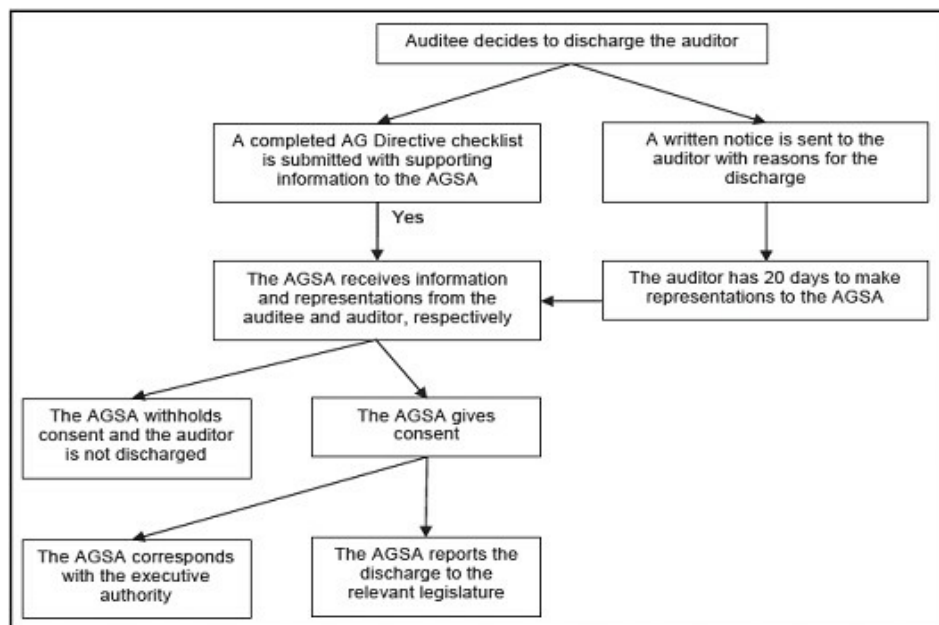 Auditee decides to discharge the auditor
A completed AG Directive checklist
is submitted with supporting
information to the AGSA
A written notice is sent to the
auditor with reasons for the
discharge
Yes
The AGSA receives information
and representations from the
auditee and auditor, respectively
The auditor has 20 days to make
representations to the AGSA
The AGSA withholds
consent and the auditor
is not discharged
The AGSA gives
consent
The AGSA corresponds
with the executive
authority
The AGSA reports the
discharge to the
relevant legislature